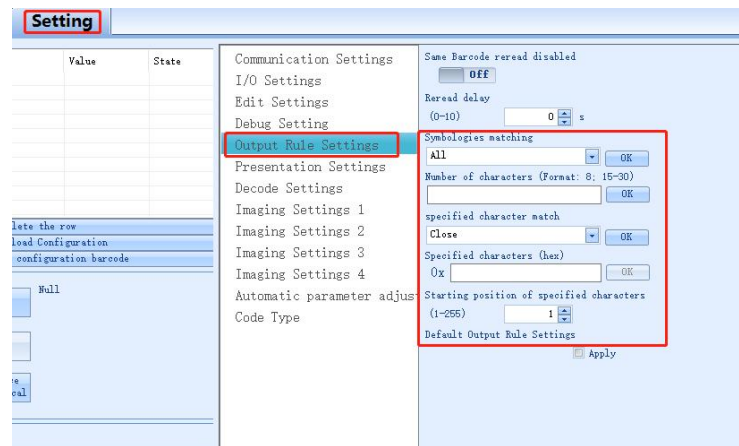 Setting
Value State
lete the row
load Configuration
configuration barcode
Null
Communication Settings
I/O Settings
Edit Settings
Debug Setting
Output Rule Settings
Presentation Settings
Decode Settings
Imaging Settings 1
Imaging Settings 2
Imaging Settings 3
Imaging Settings 4
Automatic parameter adjus
Code Type
Same Barcode reread disabled
Off
Reread delay
(0-10) 0 s
Symbologies matching
All OK
Number of characters (Format: 8; 15-30)
OK
specified character match
Close OK
Specified characters (hex)
0x OK
Starting position of specified characters
(1-255) 1
Default Output Rule Settings
Apply